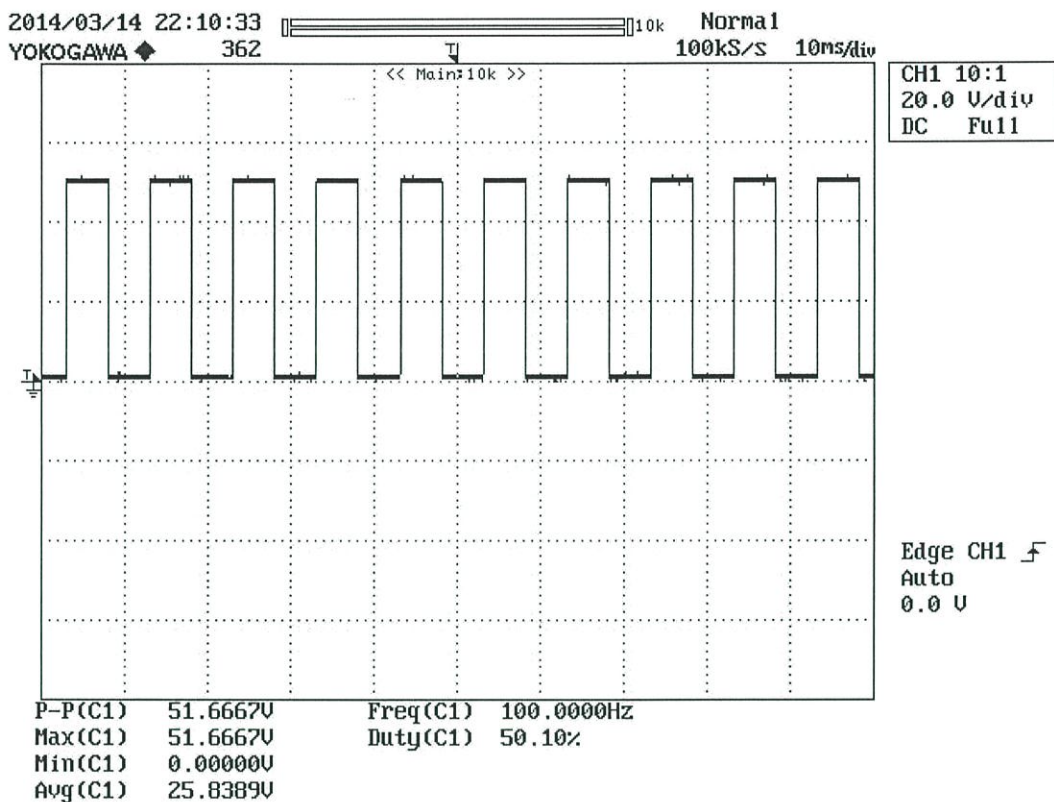 2014/03/14 22:10:33 10k Normal
YOKOGAWA ◆ 362 T 100kS/s 10ms/div
<< Main:10k >>
CH1 10:1
20.0 V/div
DC Full
T
Edge CH1
Auto
0.0 V
P-P(C1) 51.6667V Freq(C1) 100.0000Hz
Max(C1) 51.6667V Duty(C1) 50.10%
Min(C1) 0.00000V
Avg(C1) 25.8389V